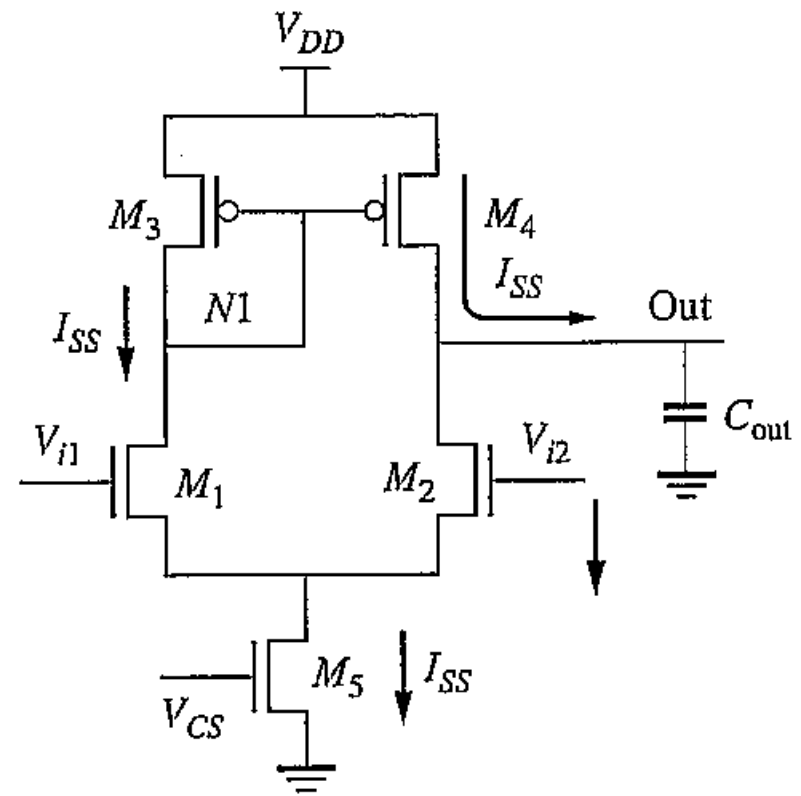 V_DD
M_3
M_4
I_SS
N1
I_SS
Out
V_i1
M_1
M_2
V_i2
C_out
M_5
I_SS
V_CS